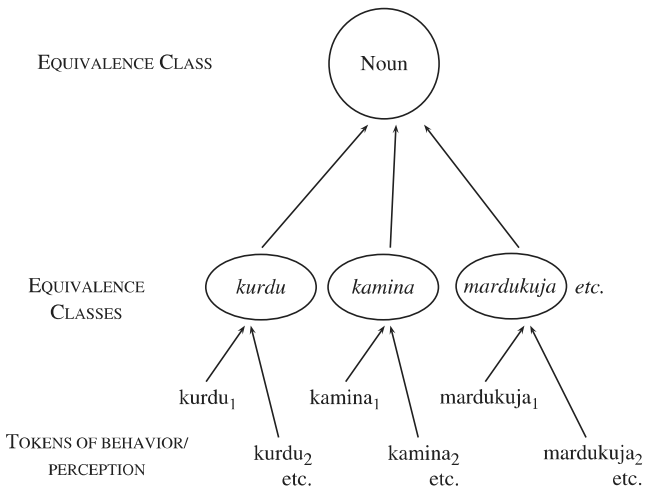 EQUIVALENCE CLASS
Noun
EQUIVALENCE
CLASSES
kurdu
kamina
mardukuja
etc.
kurdu₁
kamina₁
mardukuja₁
TOKENS OF BEHAVIOR/
PERCEPTION
kurdu₂
etc.
kamina₂
etc.
mardukuja₂
etc.